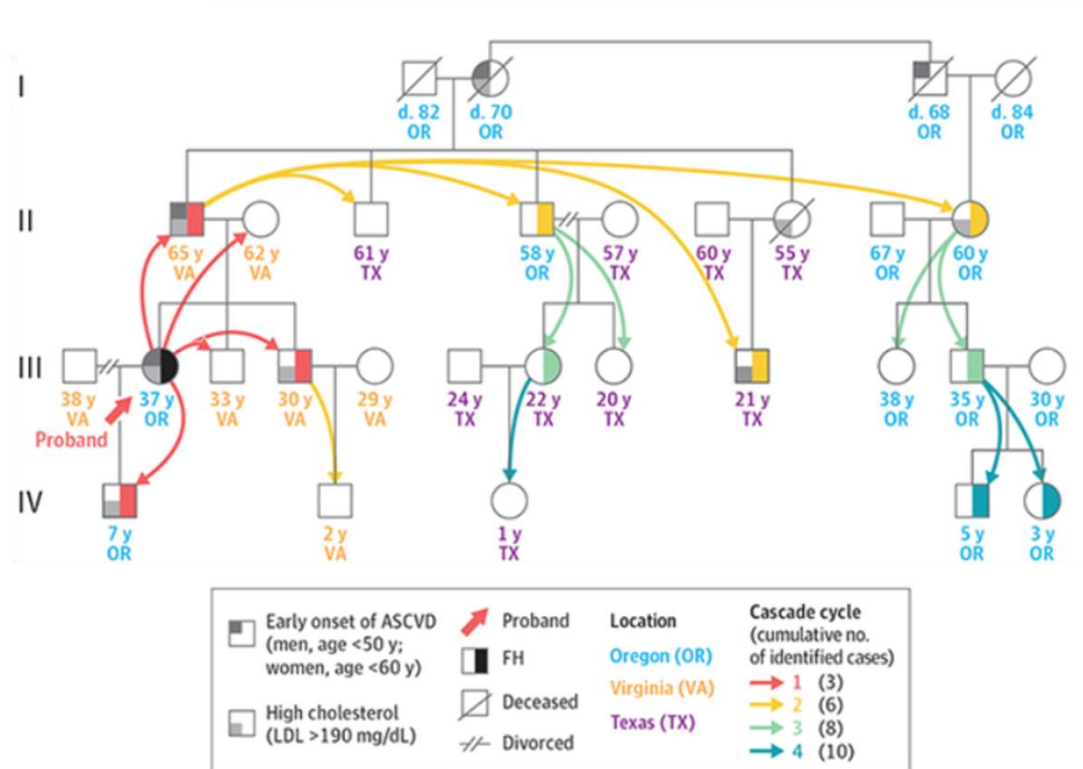 I
d. 82 d. 70 d. 68 d. 84
OR OR OR OR
II
65 y 62 y 61 y 58 y 57 y 60 y 55 y 67 y 60 y
VA VA TX OR TX TX TX OR OR
III
38 y 37 y 33 y 30 y 29 y 24 y 22 y 20 y 21 y 38 y 35 y 30 y
VA OR VA VA VA TX TX TX TX OR OR OR
Proband
IV
7 y 2 y 1 y 5 y 3 y
OR VA TX OR OR
Early onset of ASCVD
(men, age <50 y;
women, age <60 y)
High cholesterol
(LDL >190 mg/dL)
Proband
FH
Deceased
Divorced
Location
Oregon (OR)
Virginia (VA)
Texas (TX)
Cascade cycle
(cumulative no.
of identified cases)
1 (3)
2 (6)
3 (8)
4 (10)